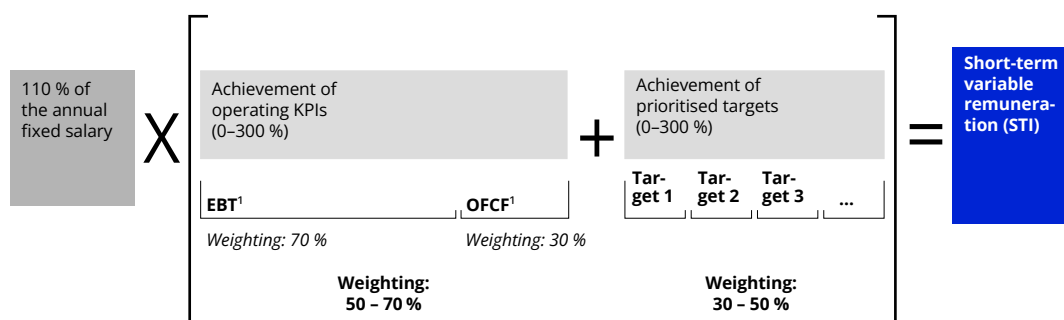 110 % of
the annual
fixed salary
X
Achievement of
operating KPIs
(0–300 %)
EBT¹
OFCF¹
Weighting: 70 %
Weighting: 30 %
Weighting:
50 – 70 %
+
Achievement of
prioritised targets
(0–300 %)
Tar-
get 1
Tar-
get 2
Tar-
get 3
...
Weighting:
30 – 50 %
=
Short-term
variable
remunera-
tion (STI)